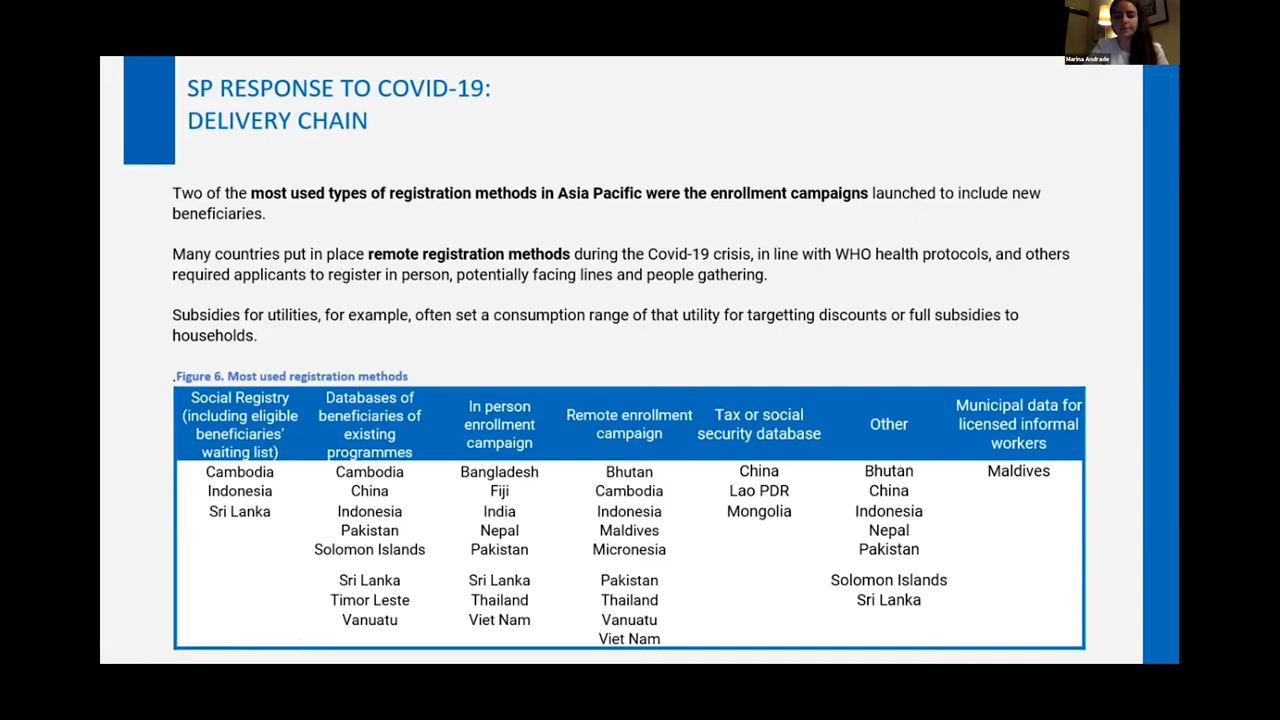 Marina Andrade
SP RESPONSE TO COVID-19:
DELIVERY CHAIN
Two of the most used types of registration methods in Asia Pacific were the enrollment campaigns launched to include new
beneficiaries.
Many countries put in place remote registration methods during the Covid-19 crisis, in line with WHO health protocols, and others
required applicants to register in person, potentially facing lines and people gathering.
Subsidies for utilities, for example, often set a consumption range of that utility for targetting discounts or full subsidies to
households.
.Figure 6. Most used registration methods
Social Registry
(including eligible
beneficiaries'
waiting list)
Cambodia
Indonesia
Sri Lanka
Databases of
beneficiaries of
existing
programmes
Cambodia
China
Indonesia
Pakistan
Solomon Islands
Sri Lanka
Timor Leste
Vanuatu
In person
enrollment
campaign
Bangladesh
Fiji
India
Nepal
Pakistan
Sri Lanka
Thailand
Viet Nam
Remote enrollment
campaign
Bhutan
Cambodia
Indonesia
Maldives
Micronesia
Pakistan
Thailand
Vanuatu
Viet Nam
Tax or social
security database
China
Lao PDR
Mongolia
Other
Bhutan
China
Indonesia
Nepal
Pakistan
Solomon Islands
Sri Lanka
Municipal data for
licensed informal
workers
Maldives